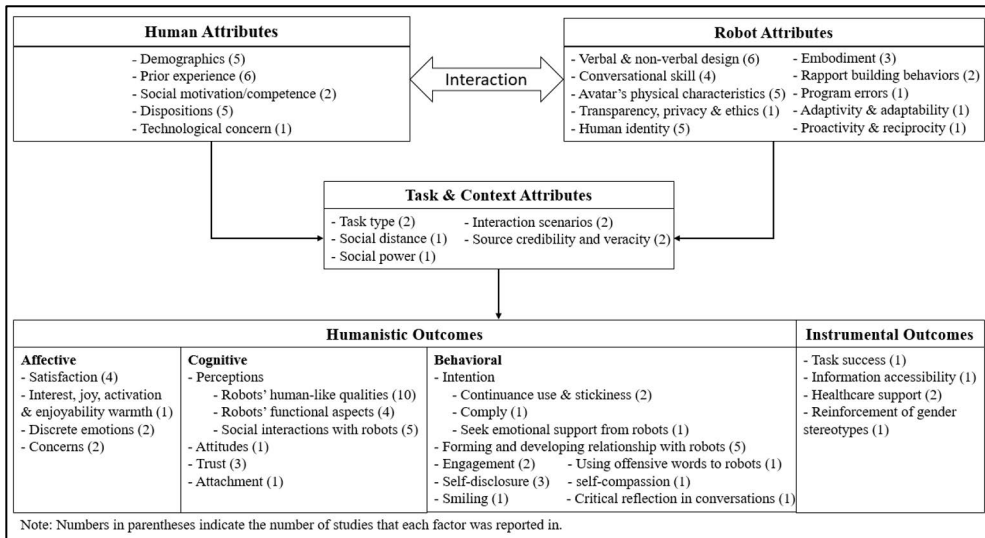 Human Attributes
- Demographics (5)
- Prior experience (6)
- Social motivation/competence (2)
- Dispositions (5)
- Technological concern (1)
Interaction
Robot Attributes
- Verbal & non-verbal design (6)
- Conversational skill (4)
- Avatar's physical characteristics (5)
- Transparency, privacy & ethics (1)
- Human identity (5)
- Embodiment (3)
- Rapport building behaviors (2)
- Program errors (1)
- Adaptivity & adaptability (1)
- Proactivity & reciprocity (1)
Task & Context Attributes
- Task type (2)
- Social distance (1)
- Social power (1)
- Interaction scenarios (2)
- Source credibility and veracity (2)
Humanistic Outcomes
Affective
- Satisfaction (4)
- Interest, joy, activation
& enjoyability warmth (1)
- Discrete emotions (2)
- Concerns (2)
Cognitive
- Perceptions
- Robots' human-like qualities (10)
- Robots' functional aspects (4)
- Social interactions with robots (5)
- Attitudes (1)
- Trust (3)
- Attachment (1)
Behavioral
- Intention
- Continuance use & stickiness (2)
- Comply (1)
- Seek emotional support from robots (1)
- Forming and developing relationship with robots (5)
- Engagement (2)
- Self-disclosure (3)
- Smiling (1)
- Using offensive words to robots (1)
- self-compassion (1)
- Critical reflection in conversations (1)
Instrumental Outcomes
- Task success (1)
- Information accessibility (1)
- Healthcare support (2)
- Reinforcement of gender
stereotypes (1)
Note: Numbers in parentheses indicate the number of studies that each factor was reported in.